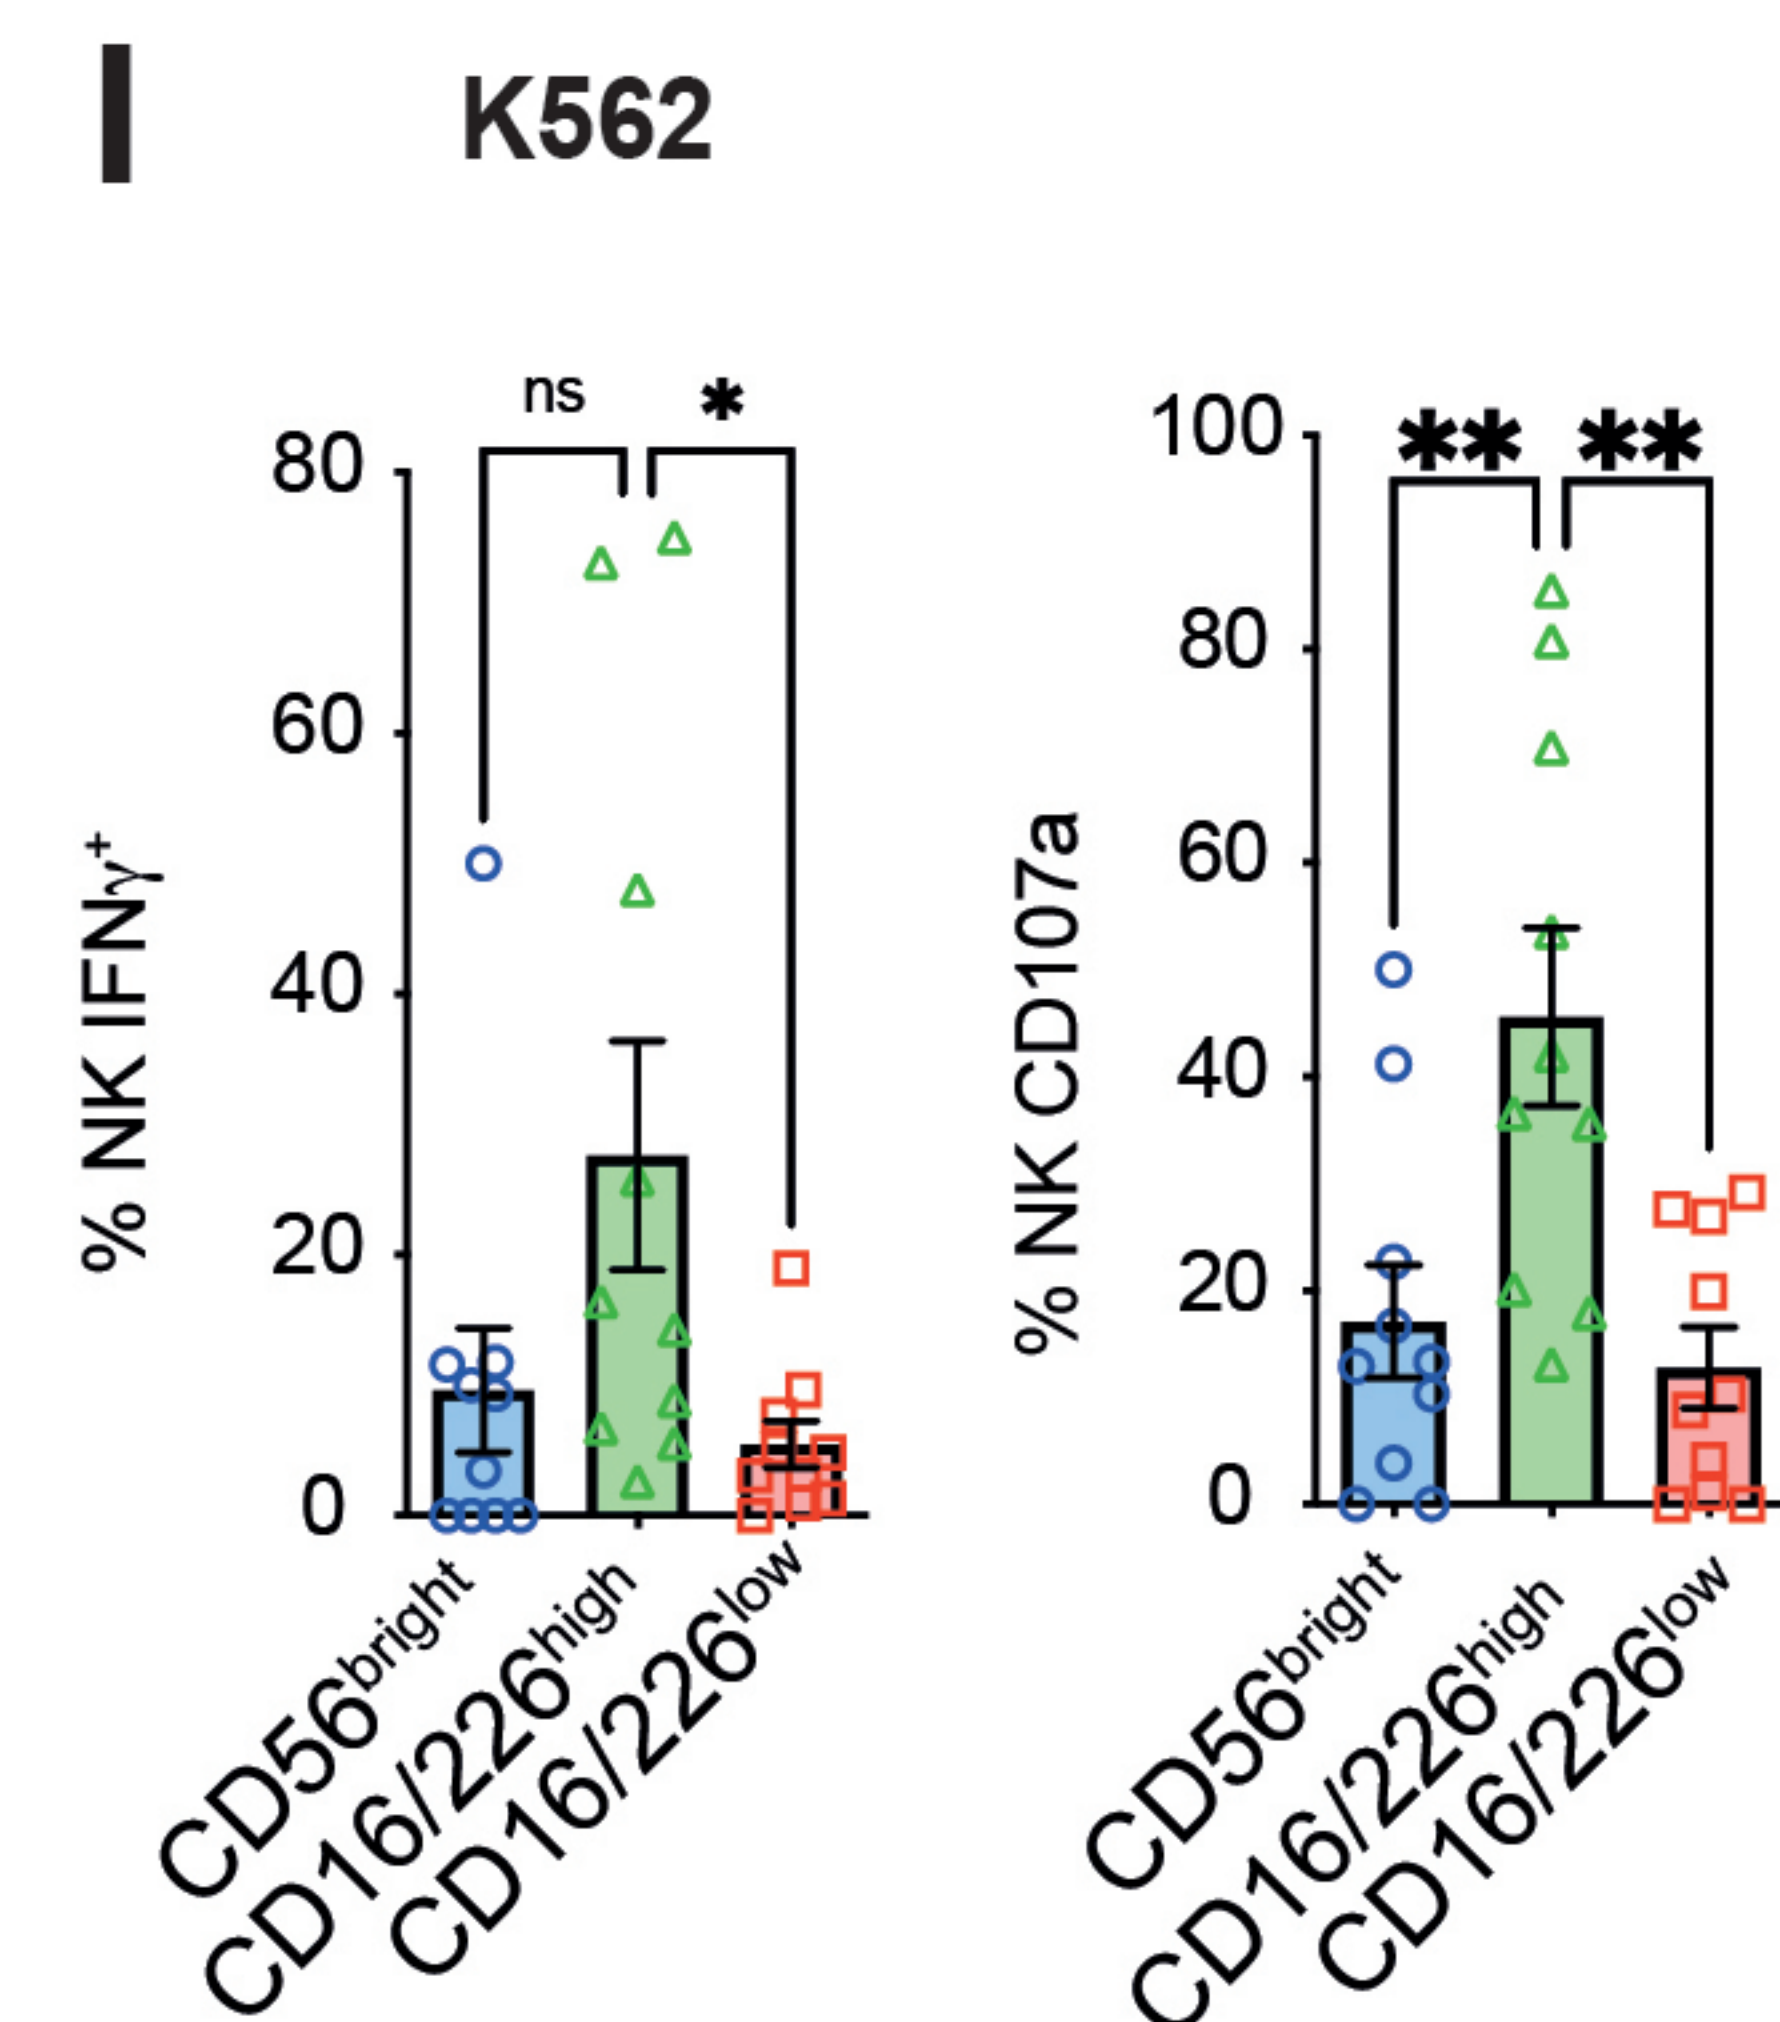 I
K562
ns *
80
60
40
20
0
% NK IFNγ⁺
CD56bright
CD16/226high
CD16/226low
** **
100
80
60
40
20
0
% NK CD107a
CD56bright
CD16/226high
CD16/226low